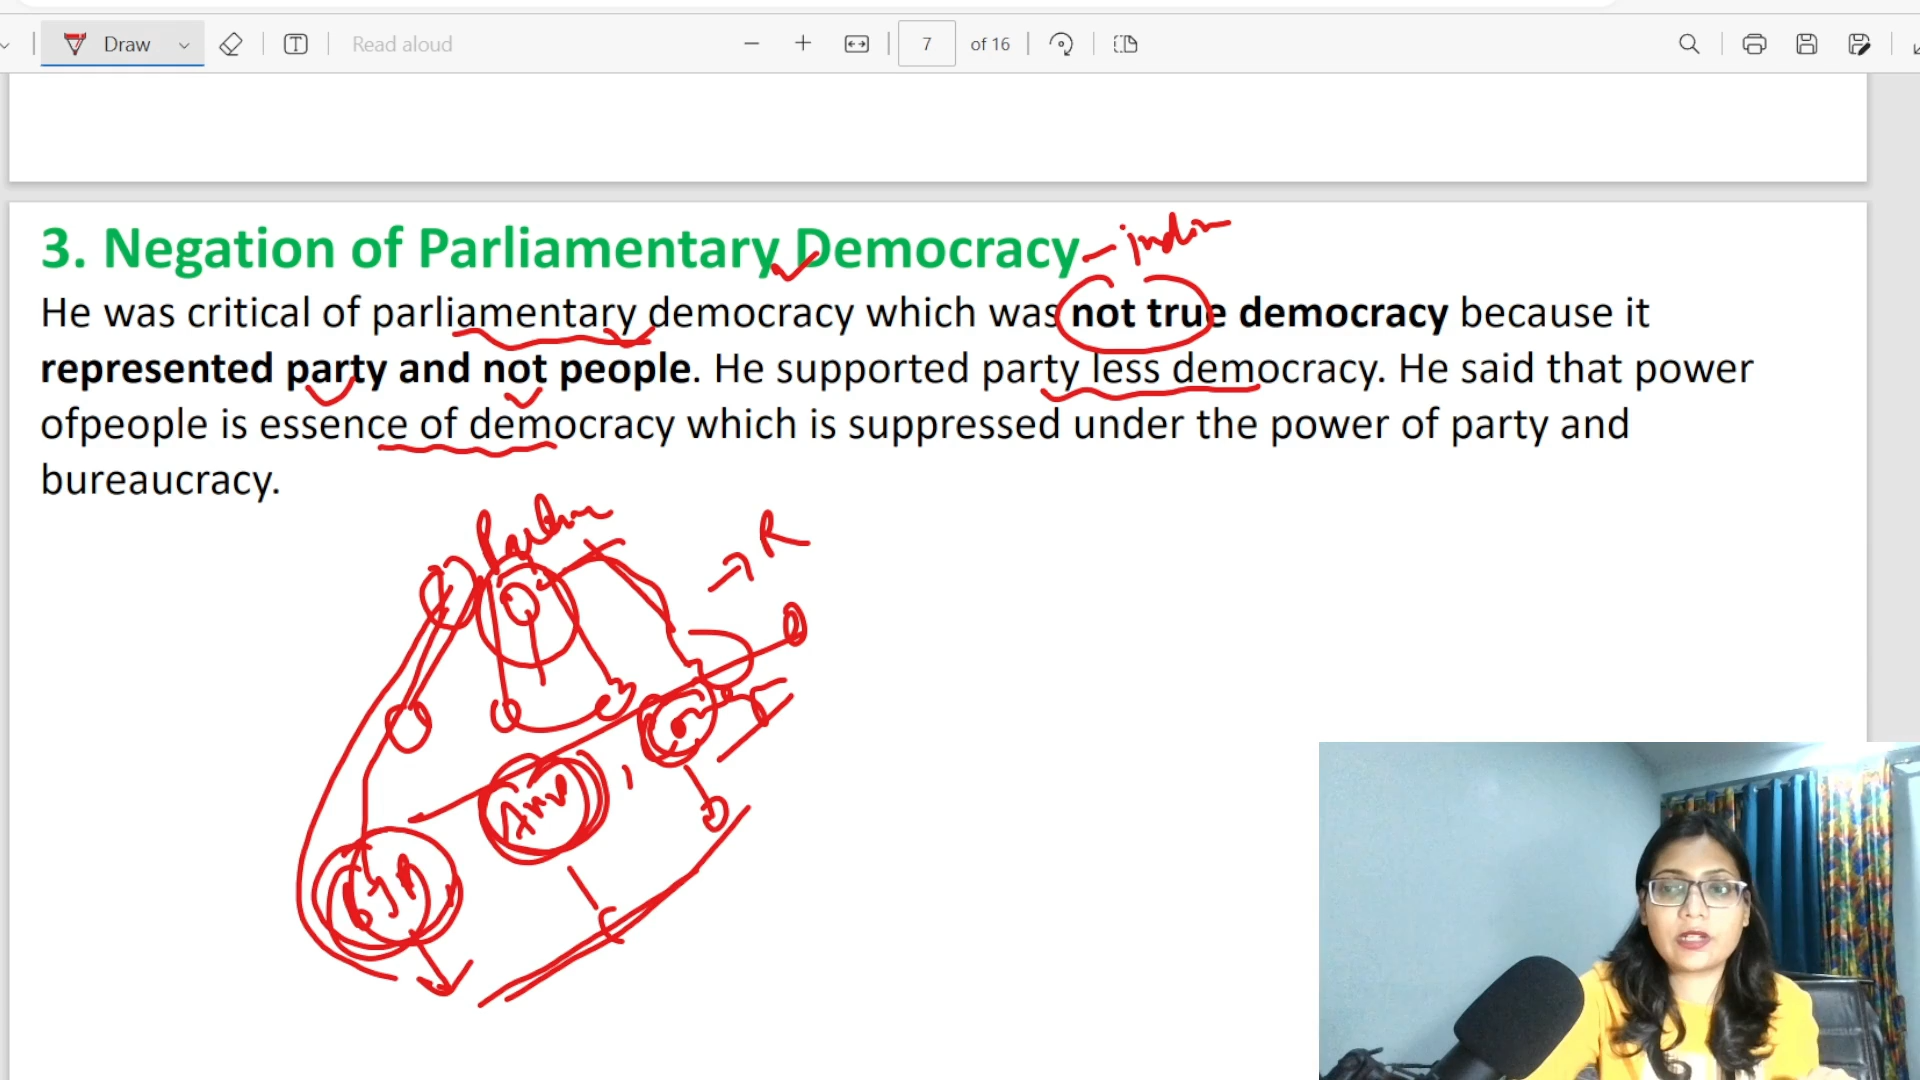 Draw
Read aloud
7 of 16
3. Negation of Parliamentary Democracy - india
He was critical of parliamentary democracy which was not true democracy because it
represented party and not people. He supported party less democracy. He said that power
ofpeople is essence of democracy which is suppressed under the power of party and
bureaucracy.
R